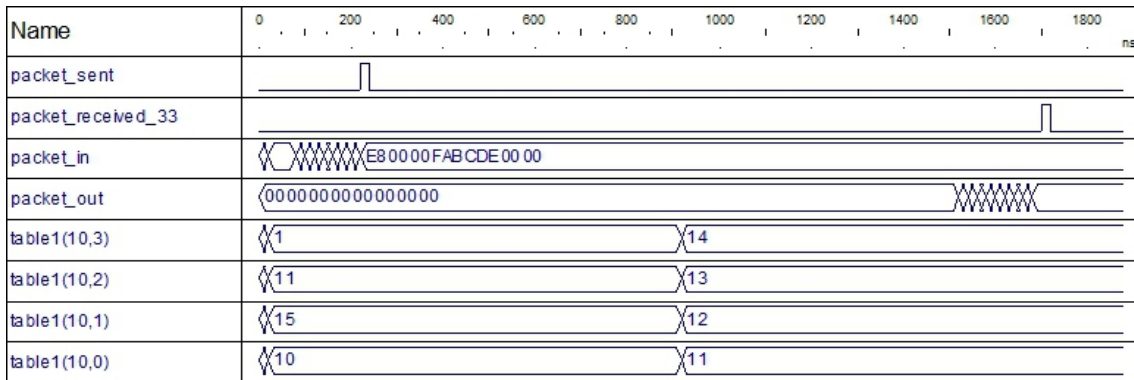 Name 0 200 400 600 800 1000 1200 1400 1600 1800
ns
packet_sent
packet_received_33
packet_in E80000FABCDE0000
packet_out 0000000000000000
table1(10,3) 1 14
table1(10,2) 11 13
table1(10,1) 15 12
table1(10,0) 10 11